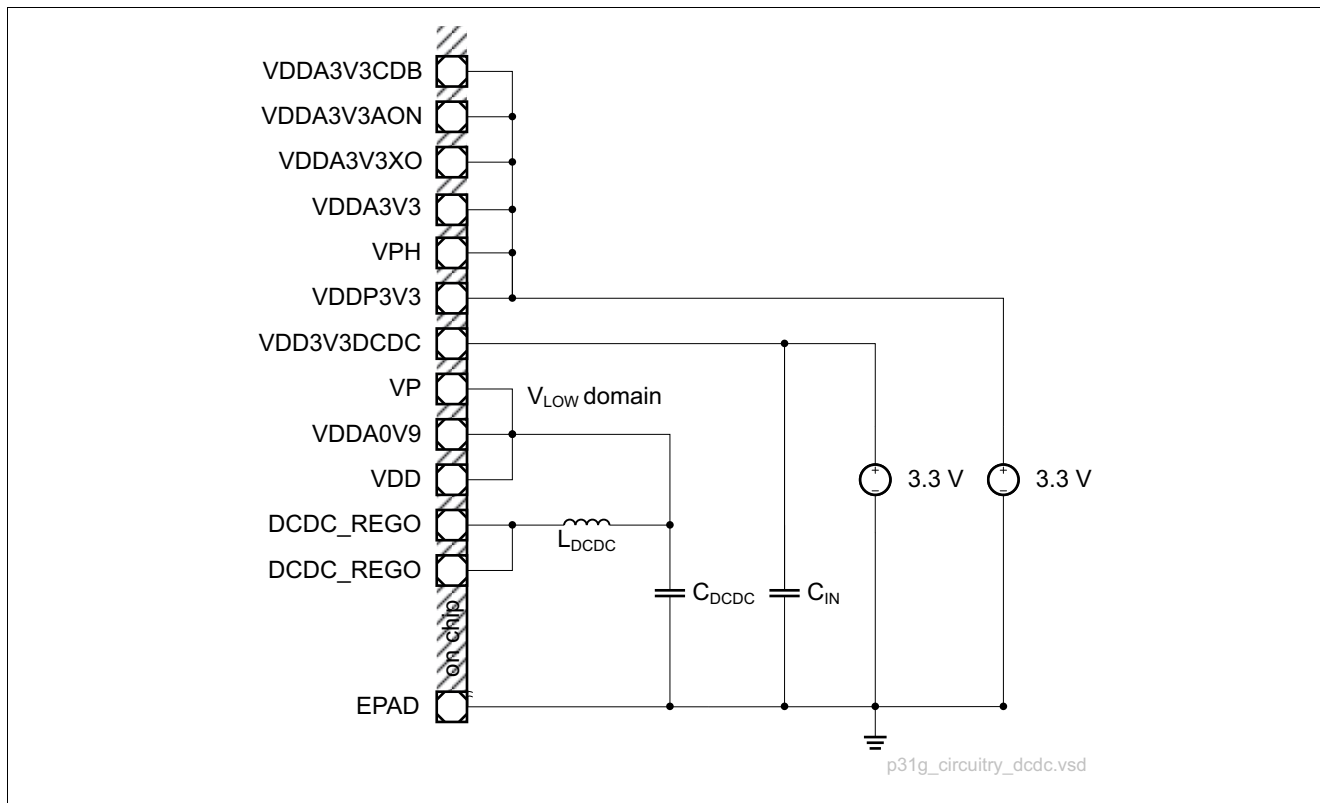 VDDA3V3CDB
VDDA3V3AON
VDDA3V3XO
VDDA3V3
VPH
VDDP3V3
VDD3V3DCDC
VP
VLOW domain
VDDA0V9
VDD
3.3 V
3.3 V
DCDC_REGO
LDCDC
DCDC_REGO
CDCDC
CIN
on chip
EPAD
p31g_circuitry_dcdc.vsd